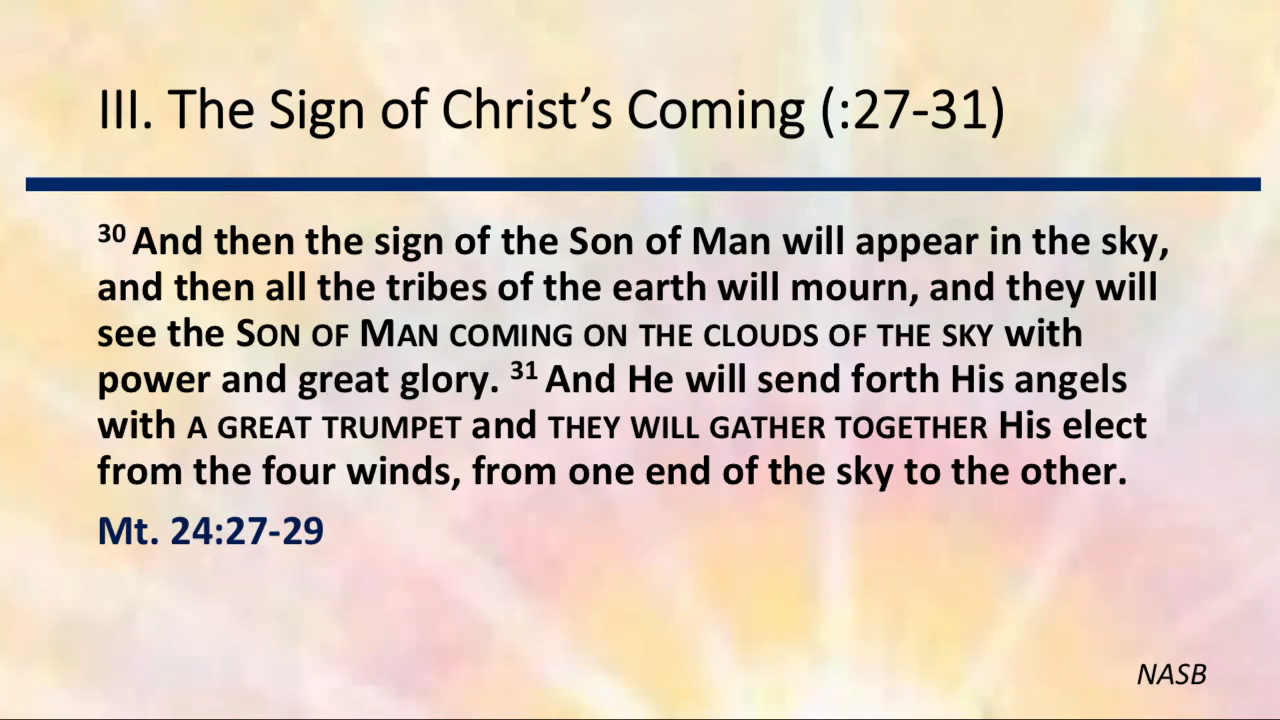 III. The Sign of Christ’s Coming (:27-31)
30 And then the sign of the Son of Man will appear in the sky,
and then all the tribes of the earth will mourn, and they will
see the SON OF MAN COMING ON THE CLOUDS OF THE SKY with
power and great glory. 31 And He will send forth His angels
with A GREAT TRUMPET and THEY WILL GATHER TOGETHER His elect
from the four winds, from one end of the sky to the other.
Mt. 24:27-29
NASB